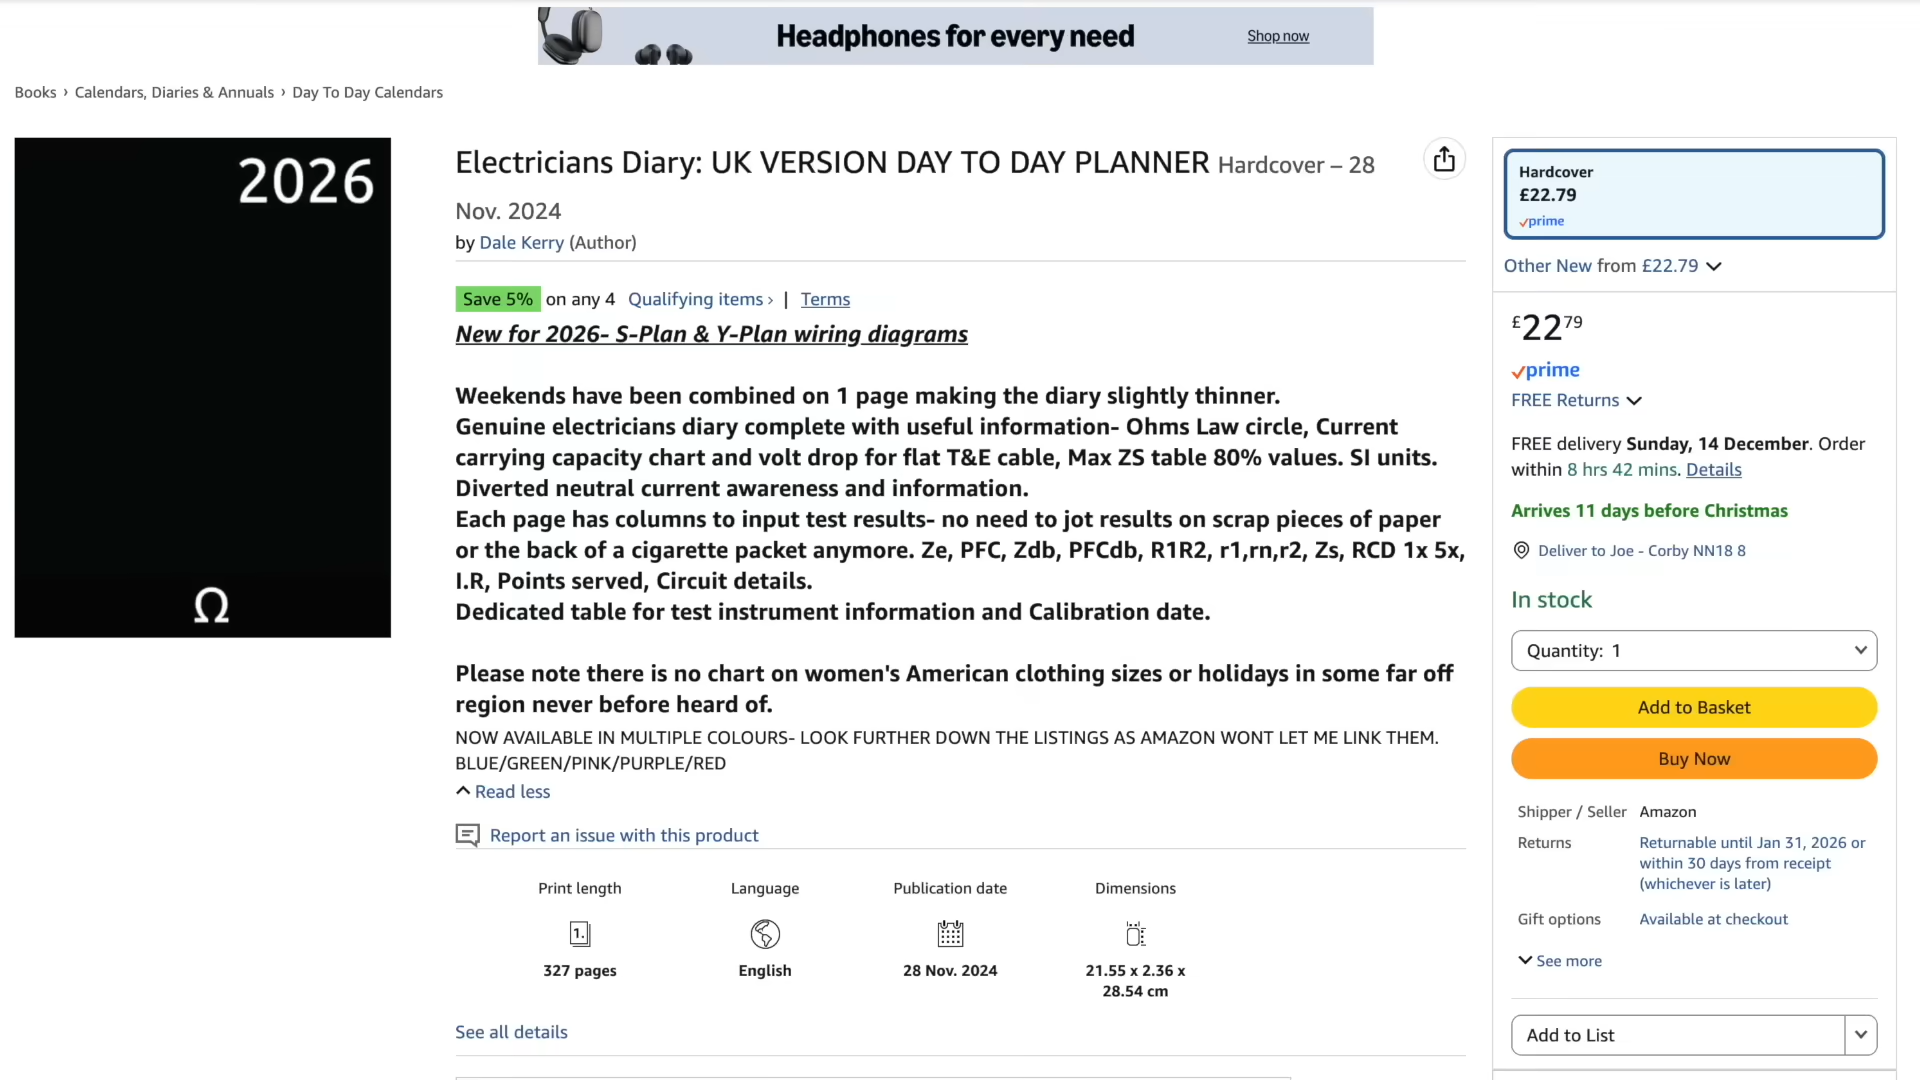 Headphones for every need
Shop now
Books › Calendars, Diaries & Annuals › Day To Day Calendars
2026
Ω
Electricians Diary: UK VERSION DAY TO DAY PLANNER Hardcover – 28
Nov. 2024
by Dale Kerry (Author)
Save 5% on any 4 Qualifying items › | Terms
New for 2026- S-Plan & Y-Plan wiring diagrams
Weekends have been combined on 1 page making the diary slightly thinner.
Genuine electricians diary complete with useful information- Ohms Law circle, Current
carrying capacity chart and volt drop for flat T&E cable, Max ZS table 80% values. SI units.
Diverted neutral current awareness and information.
Each page has columns to input test results- no need to jot results on scrap pieces of paper
or the back of a cigarette packet anymore. Ze, PFC, Zdb, PFCdb, R1R2, r1,rn,r2, Zs, RCD 1x 5x,
I.R, Points served, Circuit details.
Dedicated table for test instrument information and Calibration date.
Please note there is no chart on women's American clothing sizes or holidays in some far off
region never before heard of.
NOW AVAILABLE IN MULTIPLE COLOURS- LOOK FURTHER DOWN THE LISTINGS AS AMAZON WONT LET ME LINK THEM.
BLUE/GREEN/PINK/PURPLE/RED
Read less
Report an issue with this product
Print length
1.
327 pages
Language
English
Publication date
28 Nov. 2024
Dimensions
21.55 x 2.36 x
28.54 cm
See all details
Hardcover
£22.79
prime
Other New from £22.79
£2279
prime
FREE Returns
FREE delivery Sunday, 14 December. Order
within 8 hrs 42 mins. Details
Arrives 11 days before Christmas
Deliver to Joe - Corby NN18 8
In stock
Quantity: 1
Add to Basket
Buy Now
Shipper / Seller Amazon
Returns Returnable until Jan 31, 2026 or
within 30 days from receipt
(whichever is later)
Gift options Available at checkout
See more
Add to List